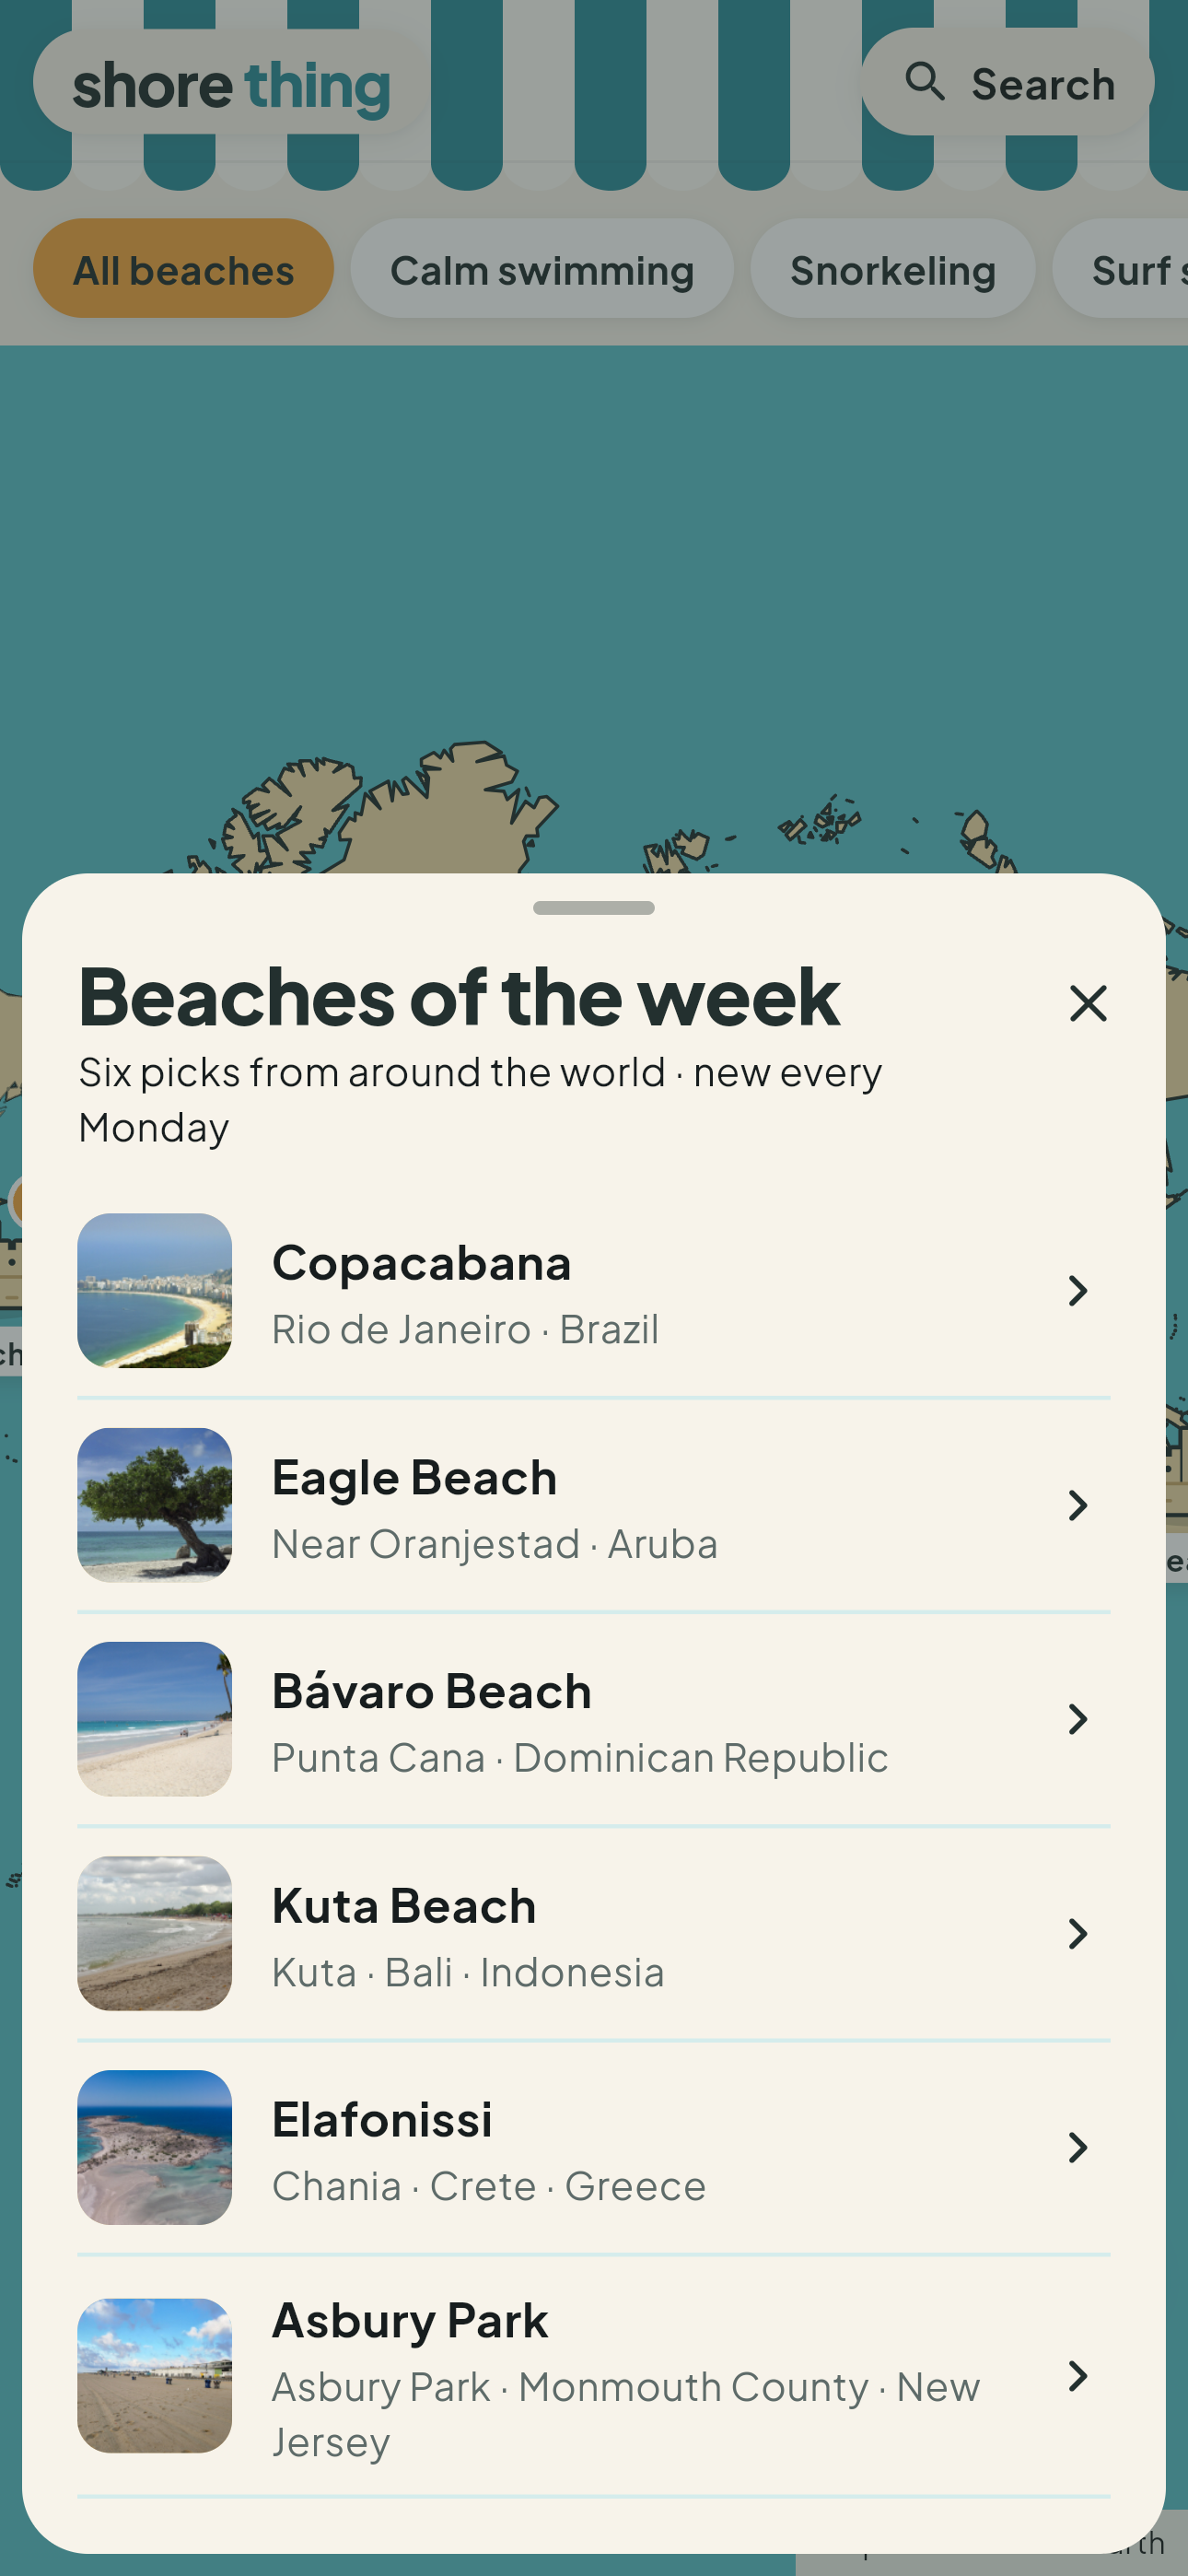 shore thing
Search
All beaches
Calm swimming
Snorkeling
Surf
Beaches of the week
Six picks from around the world · new every
Monday
Copacabana
Rio de Janeiro · Brazil
Eagle Beach
Near Oranjestad · Aruba
Bávaro Beach
Punta Cana · Dominican Republic
Kuta Beach
Kuta · Bali · Indonesia
Elafonissi
Chania · Crete · Greece
Asbury Park
Asbury Park · Monmouth County · New
Jersey